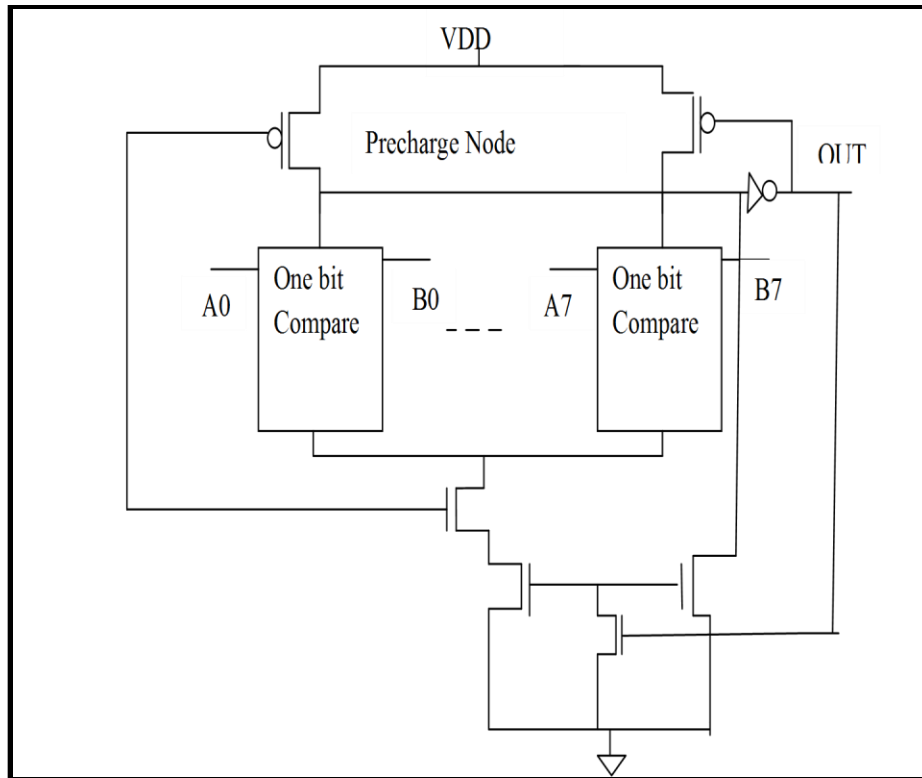 VDD
Precharge Node
OUT
One bit
Compare
A0
B0
One bit
Compare
A7
B7